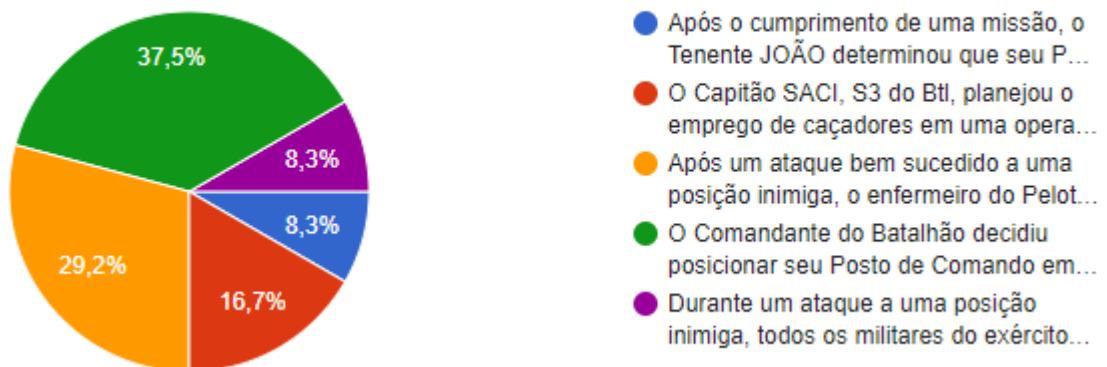 37,5%
8,3%
8,3%
16,7%
29,2%
Após o cumprimento de uma missão, o
Tenente JOÃO determinou que seu P...
O Capitão SACI, S3 do Btl, planejou o
emprego de caçadores em uma opera...
Após um ataque bem sucedido a uma
posição inimiga, o enfermeiro do Pelot...
O Comandante do Batalhão decidiu
posicionar seu Posto de Comando em...
Durante um ataque a uma posição
inimiga, todos os militares do exército...